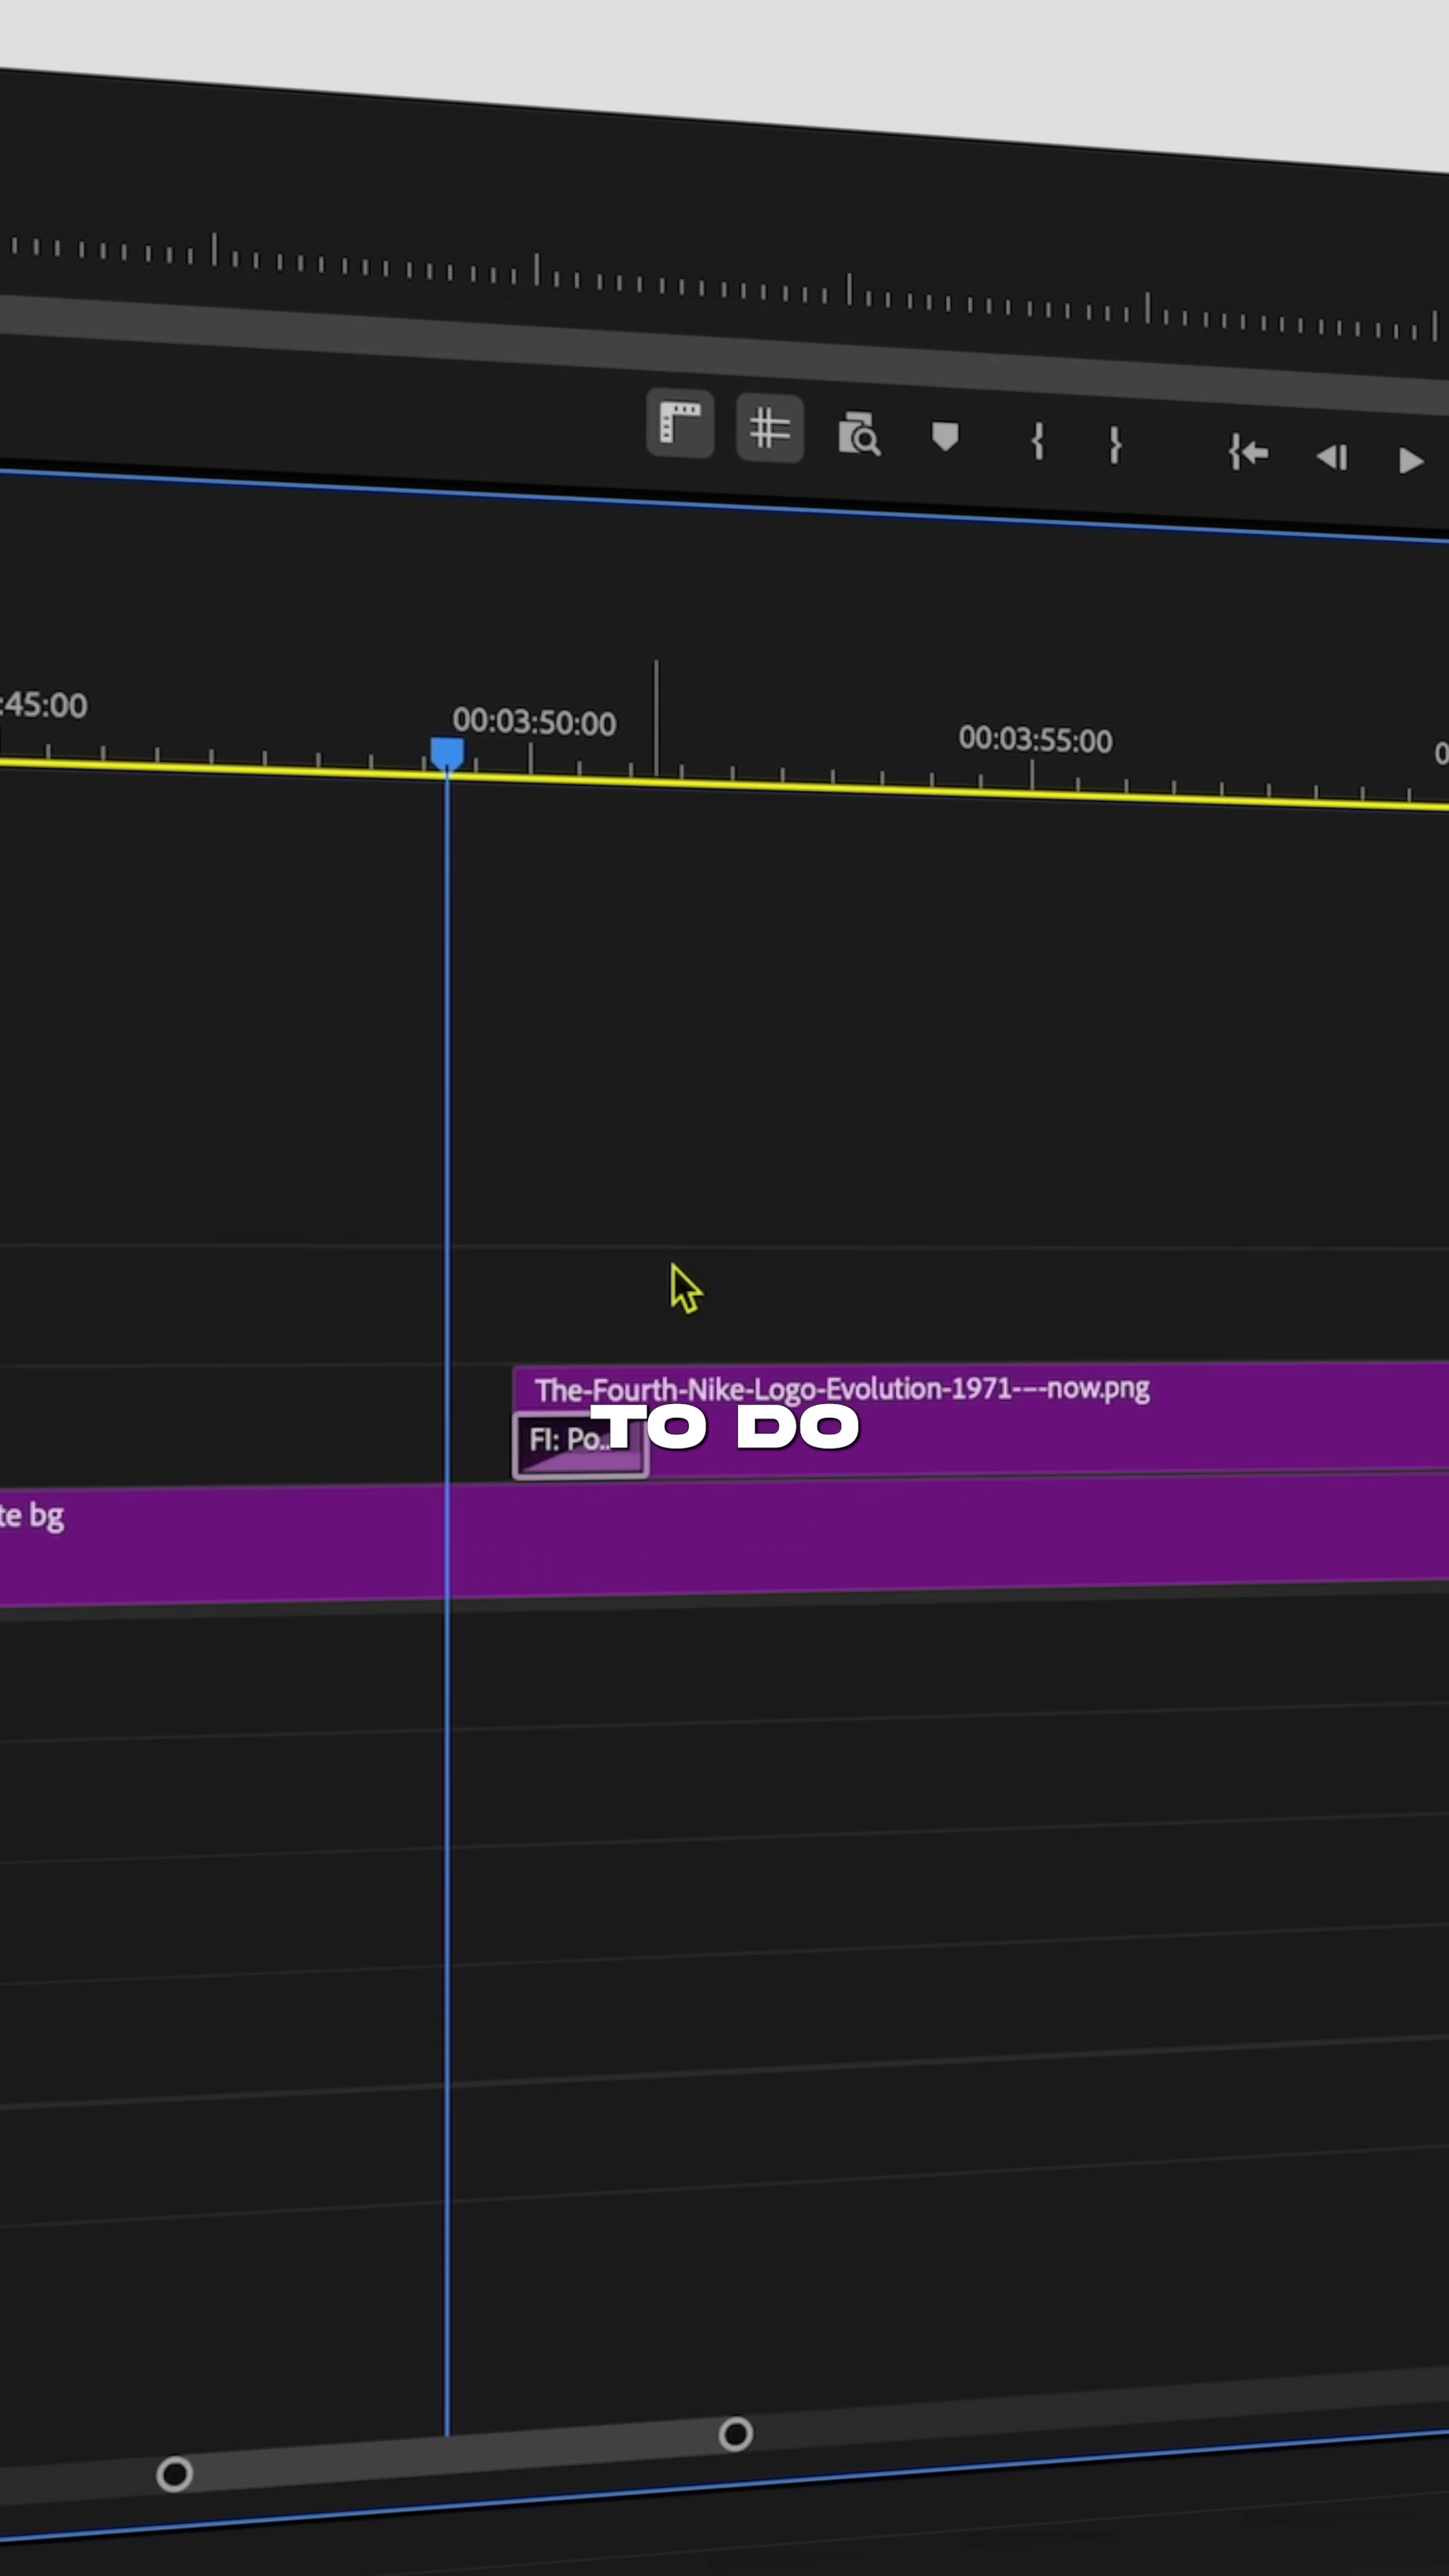 :45:00
00:03:50:00
00:03:55:00
0
The-Fourth-Nike-Logo-Evolution-1971---now.png
FI: Po..
TO DO
te bg